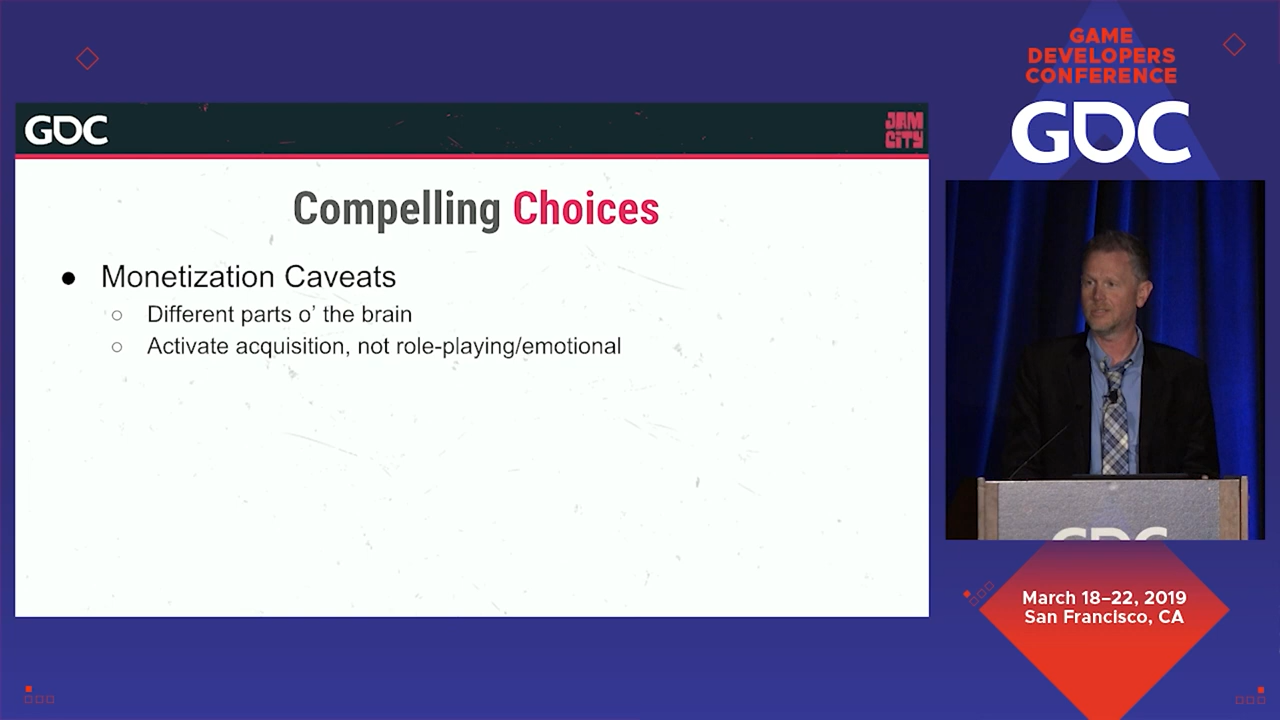 GDC
JAM
CITY
Compelling Choices
● Monetization Caveats
○ Different parts o’ the brain
○ Activate acquisition, not role-playing/emotional
GAME
DEVELOPERS
CONFERENCE
GDC
GDC
March 18–22, 2019
San Francisco, CA